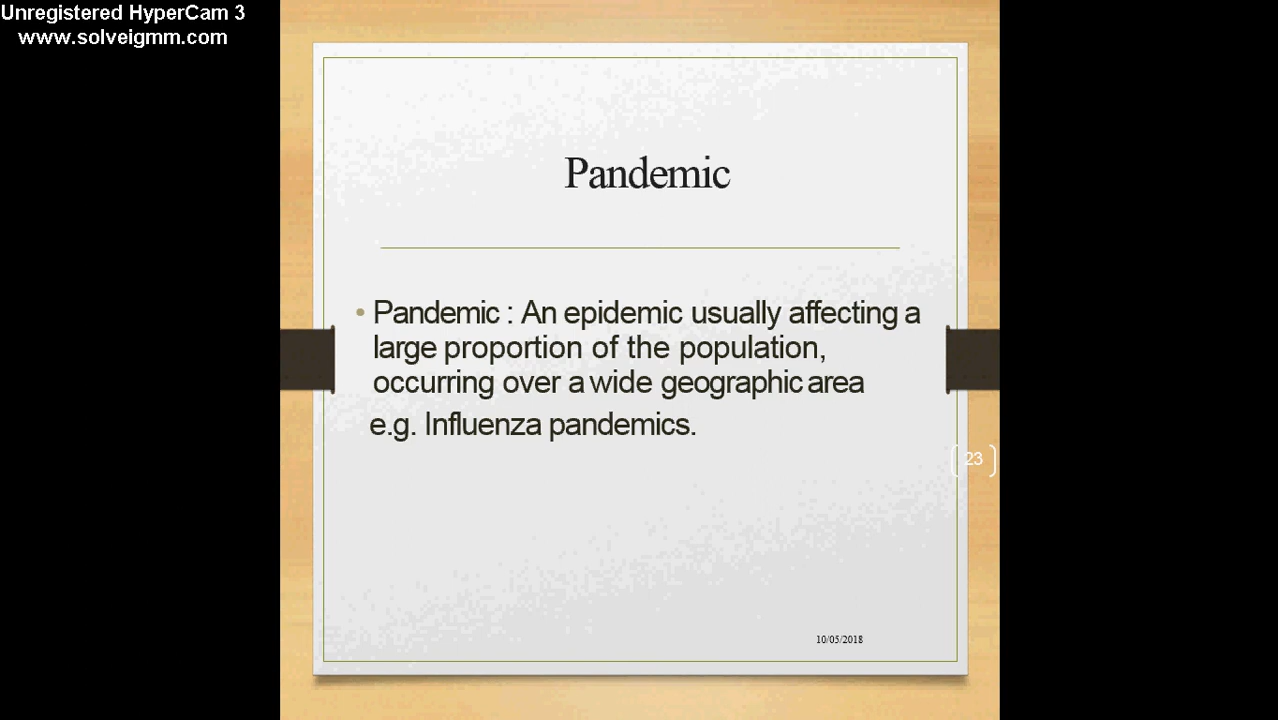 Unregistered HyperCam 3
www.solveigmm.com
Pandemic
• Pandemic : An epidemic usually affecting a
large proportion of the population,
occurring over a wide geographic area
e.g. Influenza pandemics.
23
10/05/2018